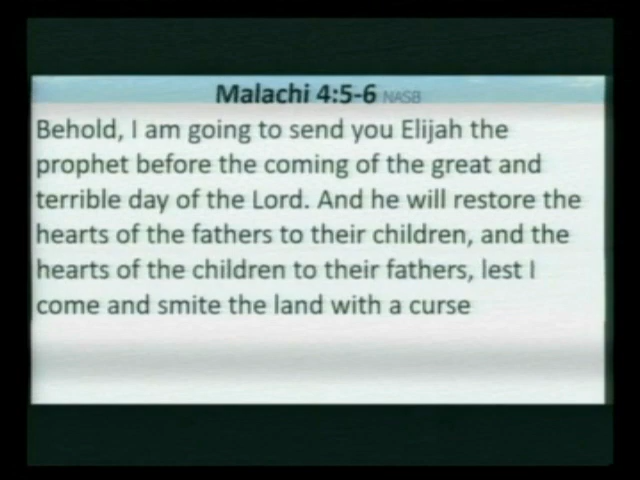 Malachi 4:5-6 NASB
Behold, I am going to send you Elijah the
prophet before the coming of the great and
terrible day of the Lord. And he will restore the
hearts of the fathers to their children, and the
hearts of the children to their fathers, lest I
come and smite the land with a curse